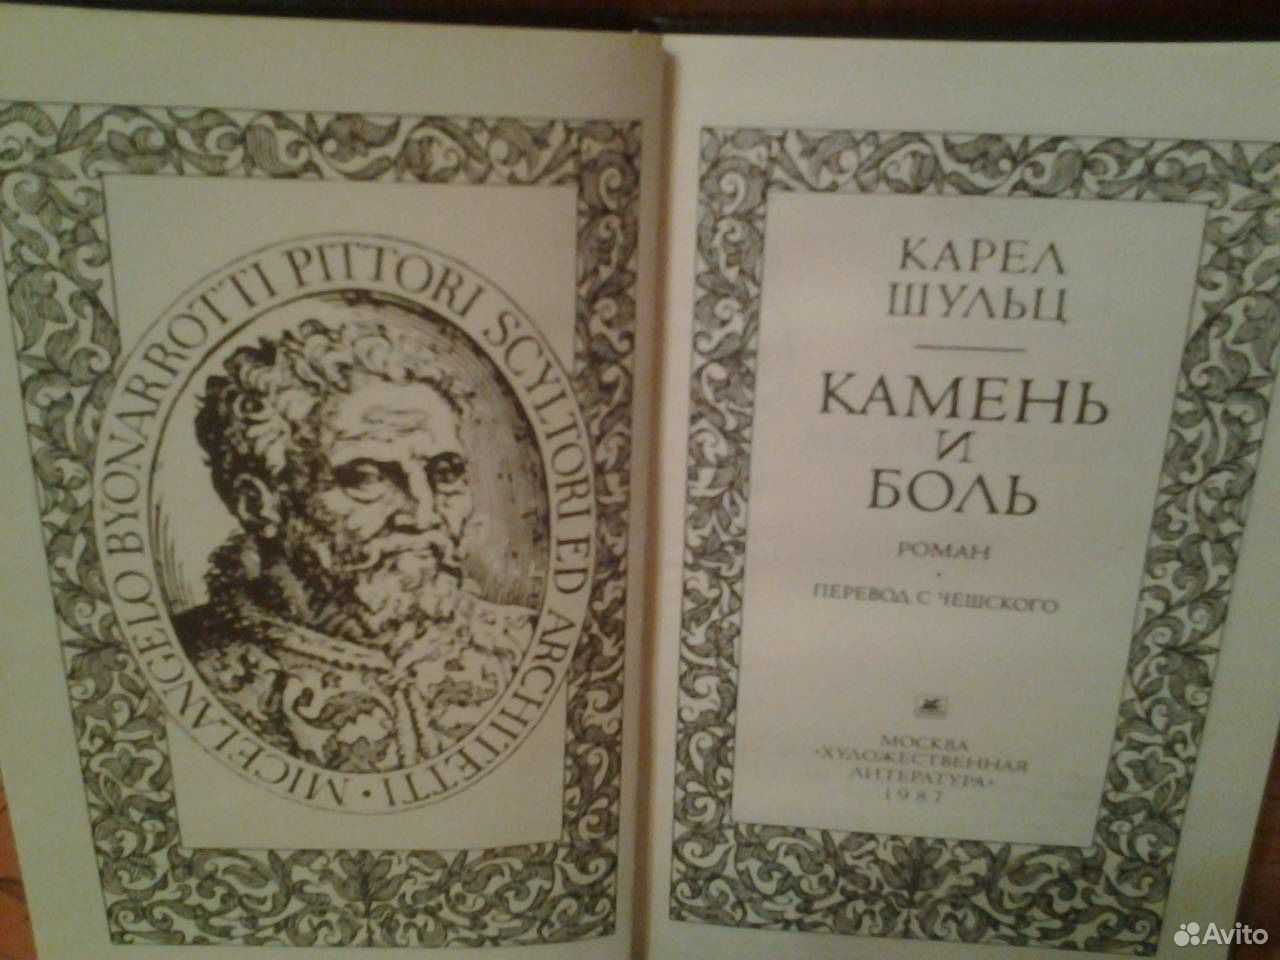 MICELANGELO BYONARROTTI PITTORI SCYLTORI ED ARCHITETTI •
КАРЕЛ
ШУЛЬЦ
КАМЕНЬ
И
БОЛЬ
РОМАН
•
ПЕРЕВОД С ЧЕШСКОГО
МОСКВА
«ХУДОЖЕСТВЕННАЯ
ЛИТЕРАТУРА»
1987
Avito